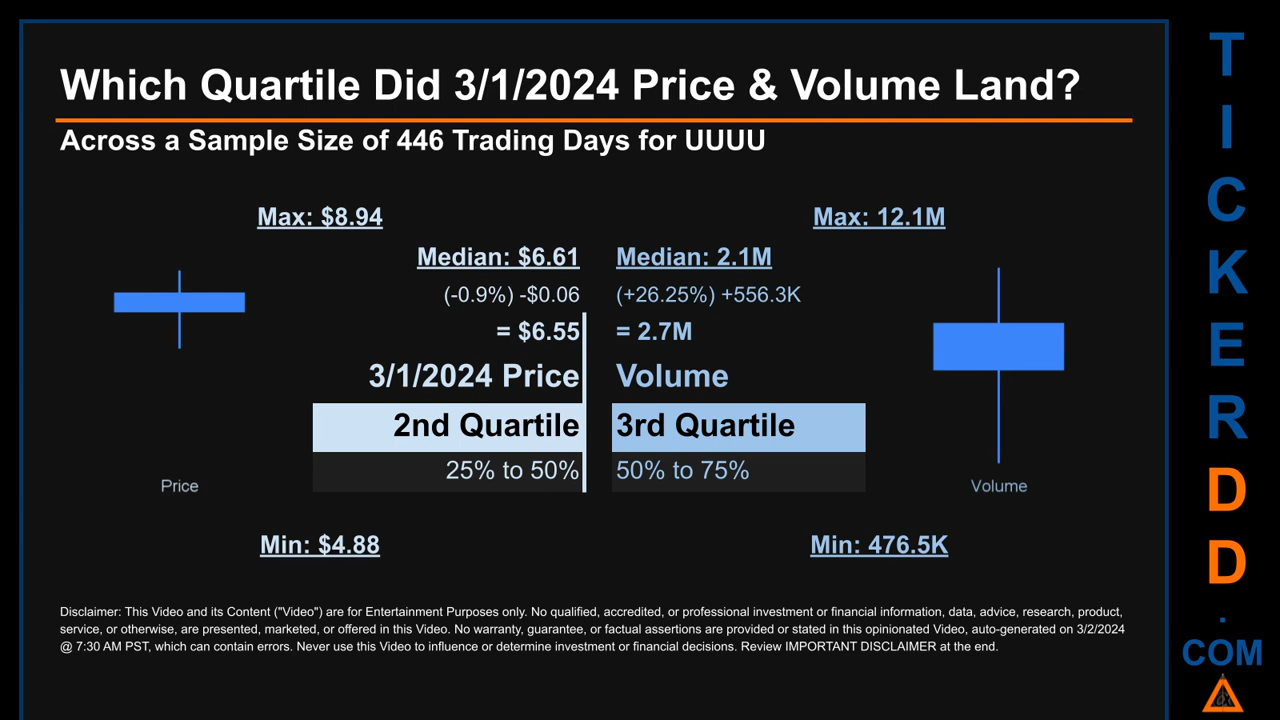 Which Quartile Did 3/1/2024 Price & Volume Land?
Across a Sample Size of 446 Trading Days for UUUU
Max: $8.94
Max: 12.1M
Median: $6.61
Median: 2.1M
(-0.9%) -$0.06
(+26.25%) +556.3K
= $6.55
= 2.7M
3/1/2024 Price
Volume
2nd Quartile
3rd Quartile
25% to 50%
50% to 75%
Price
Volume
Min: $4.88
Min: 476.5K
Disclaimer: This Video and its Content ("Video") are for Entertainment Purposes only. No qualified, accredited, or professional investment or financial information, data, advice, research, product,
service, or otherwise, are presented, marketed, or offered in this Video. No warranty, guarantee, or factual assertions are provided or stated in this opinionated Video, auto-generated on 3/2/2024
@ 7:30 AM PST, which can contain errors. Never use this Video to influence or determine investment or financial decisions. Review IMPORTANT DISCLAIMER at the end.
T
I
C
K
E
R
D
D
.
COM